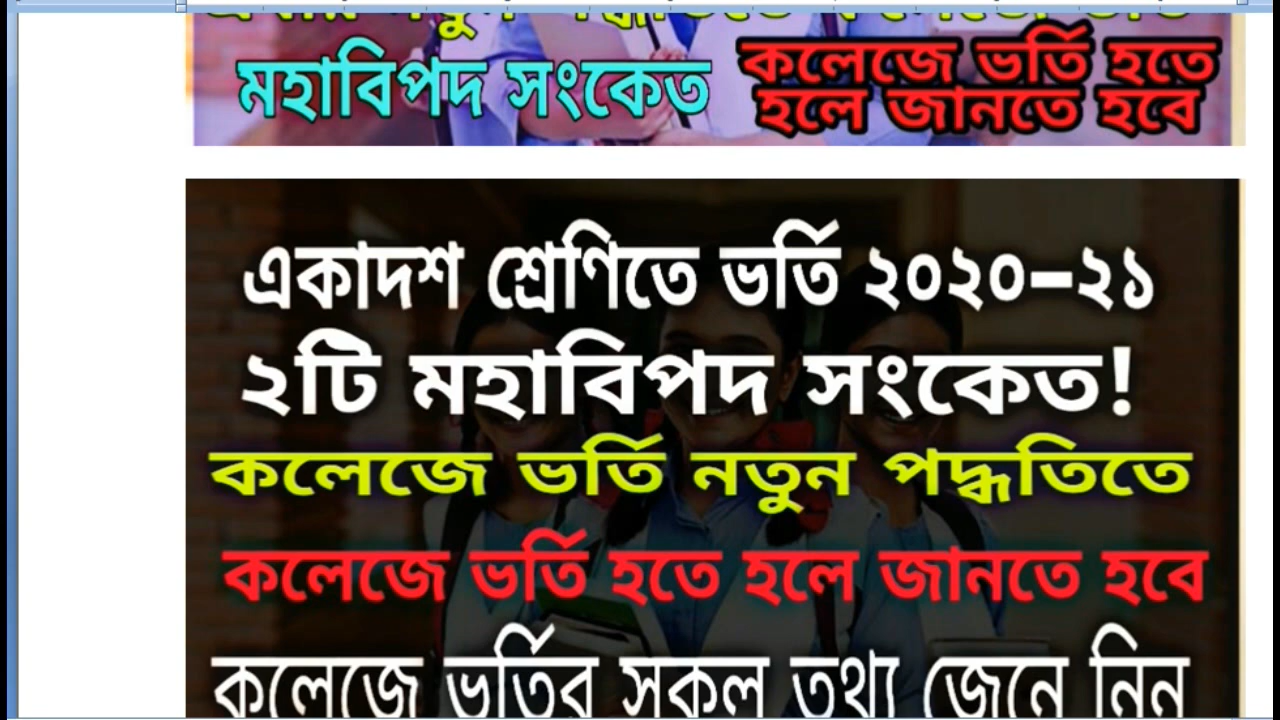 মহাবিপদ সংকেত
কলেজে ভর্তি হতে
হলে জানতে হবে
একাদশ শ্রেণিতে ভর্তি ২০২০-২১
২টি মহাবিপদ সংকেত!
কলেজে ভর্তি নতুন পদ্ধতিতে
কলেজে ভর্তি হতে হলে জানতে হবে
কলেজে ভর্তির সকল তথ্য জেনে নিন